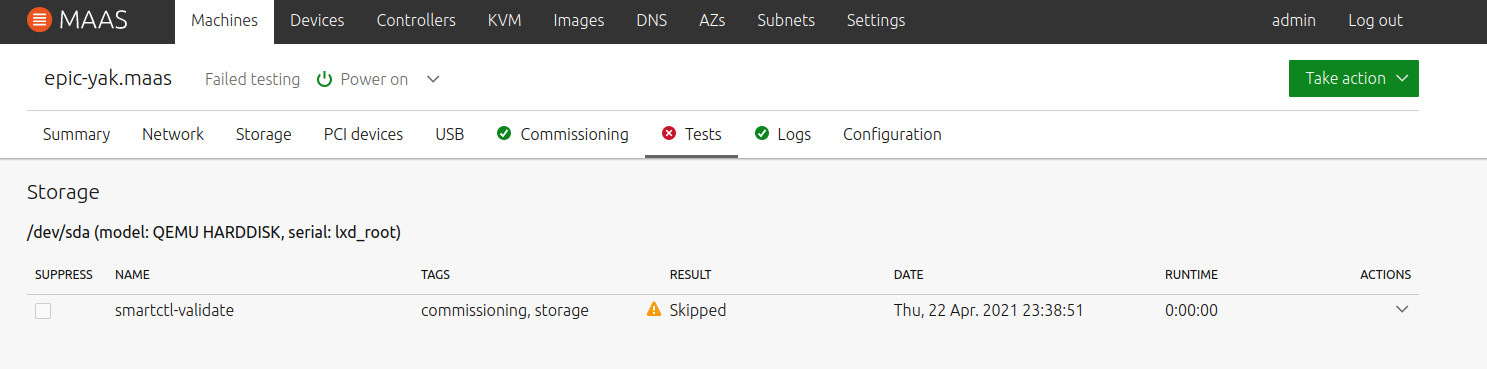 MAAS Machines Devices Controllers KVM Images DNS AZs Subnets Settings admin Log out
epic-yak.maas Failed testing Power on Take action
Summary Network Storage PCI devices USB Commissioning Tests Logs Configuration
Storage
/dev/sda (model: QEMU HARDDISK, serial: lxd_root)
SUPPRESS NAME TAGS RESULT DATE RUNTIME ACTIONS
smartctl-validate commissioning, storage Skipped Thu, 22 Apr. 2021 23:38:51 0:00:00